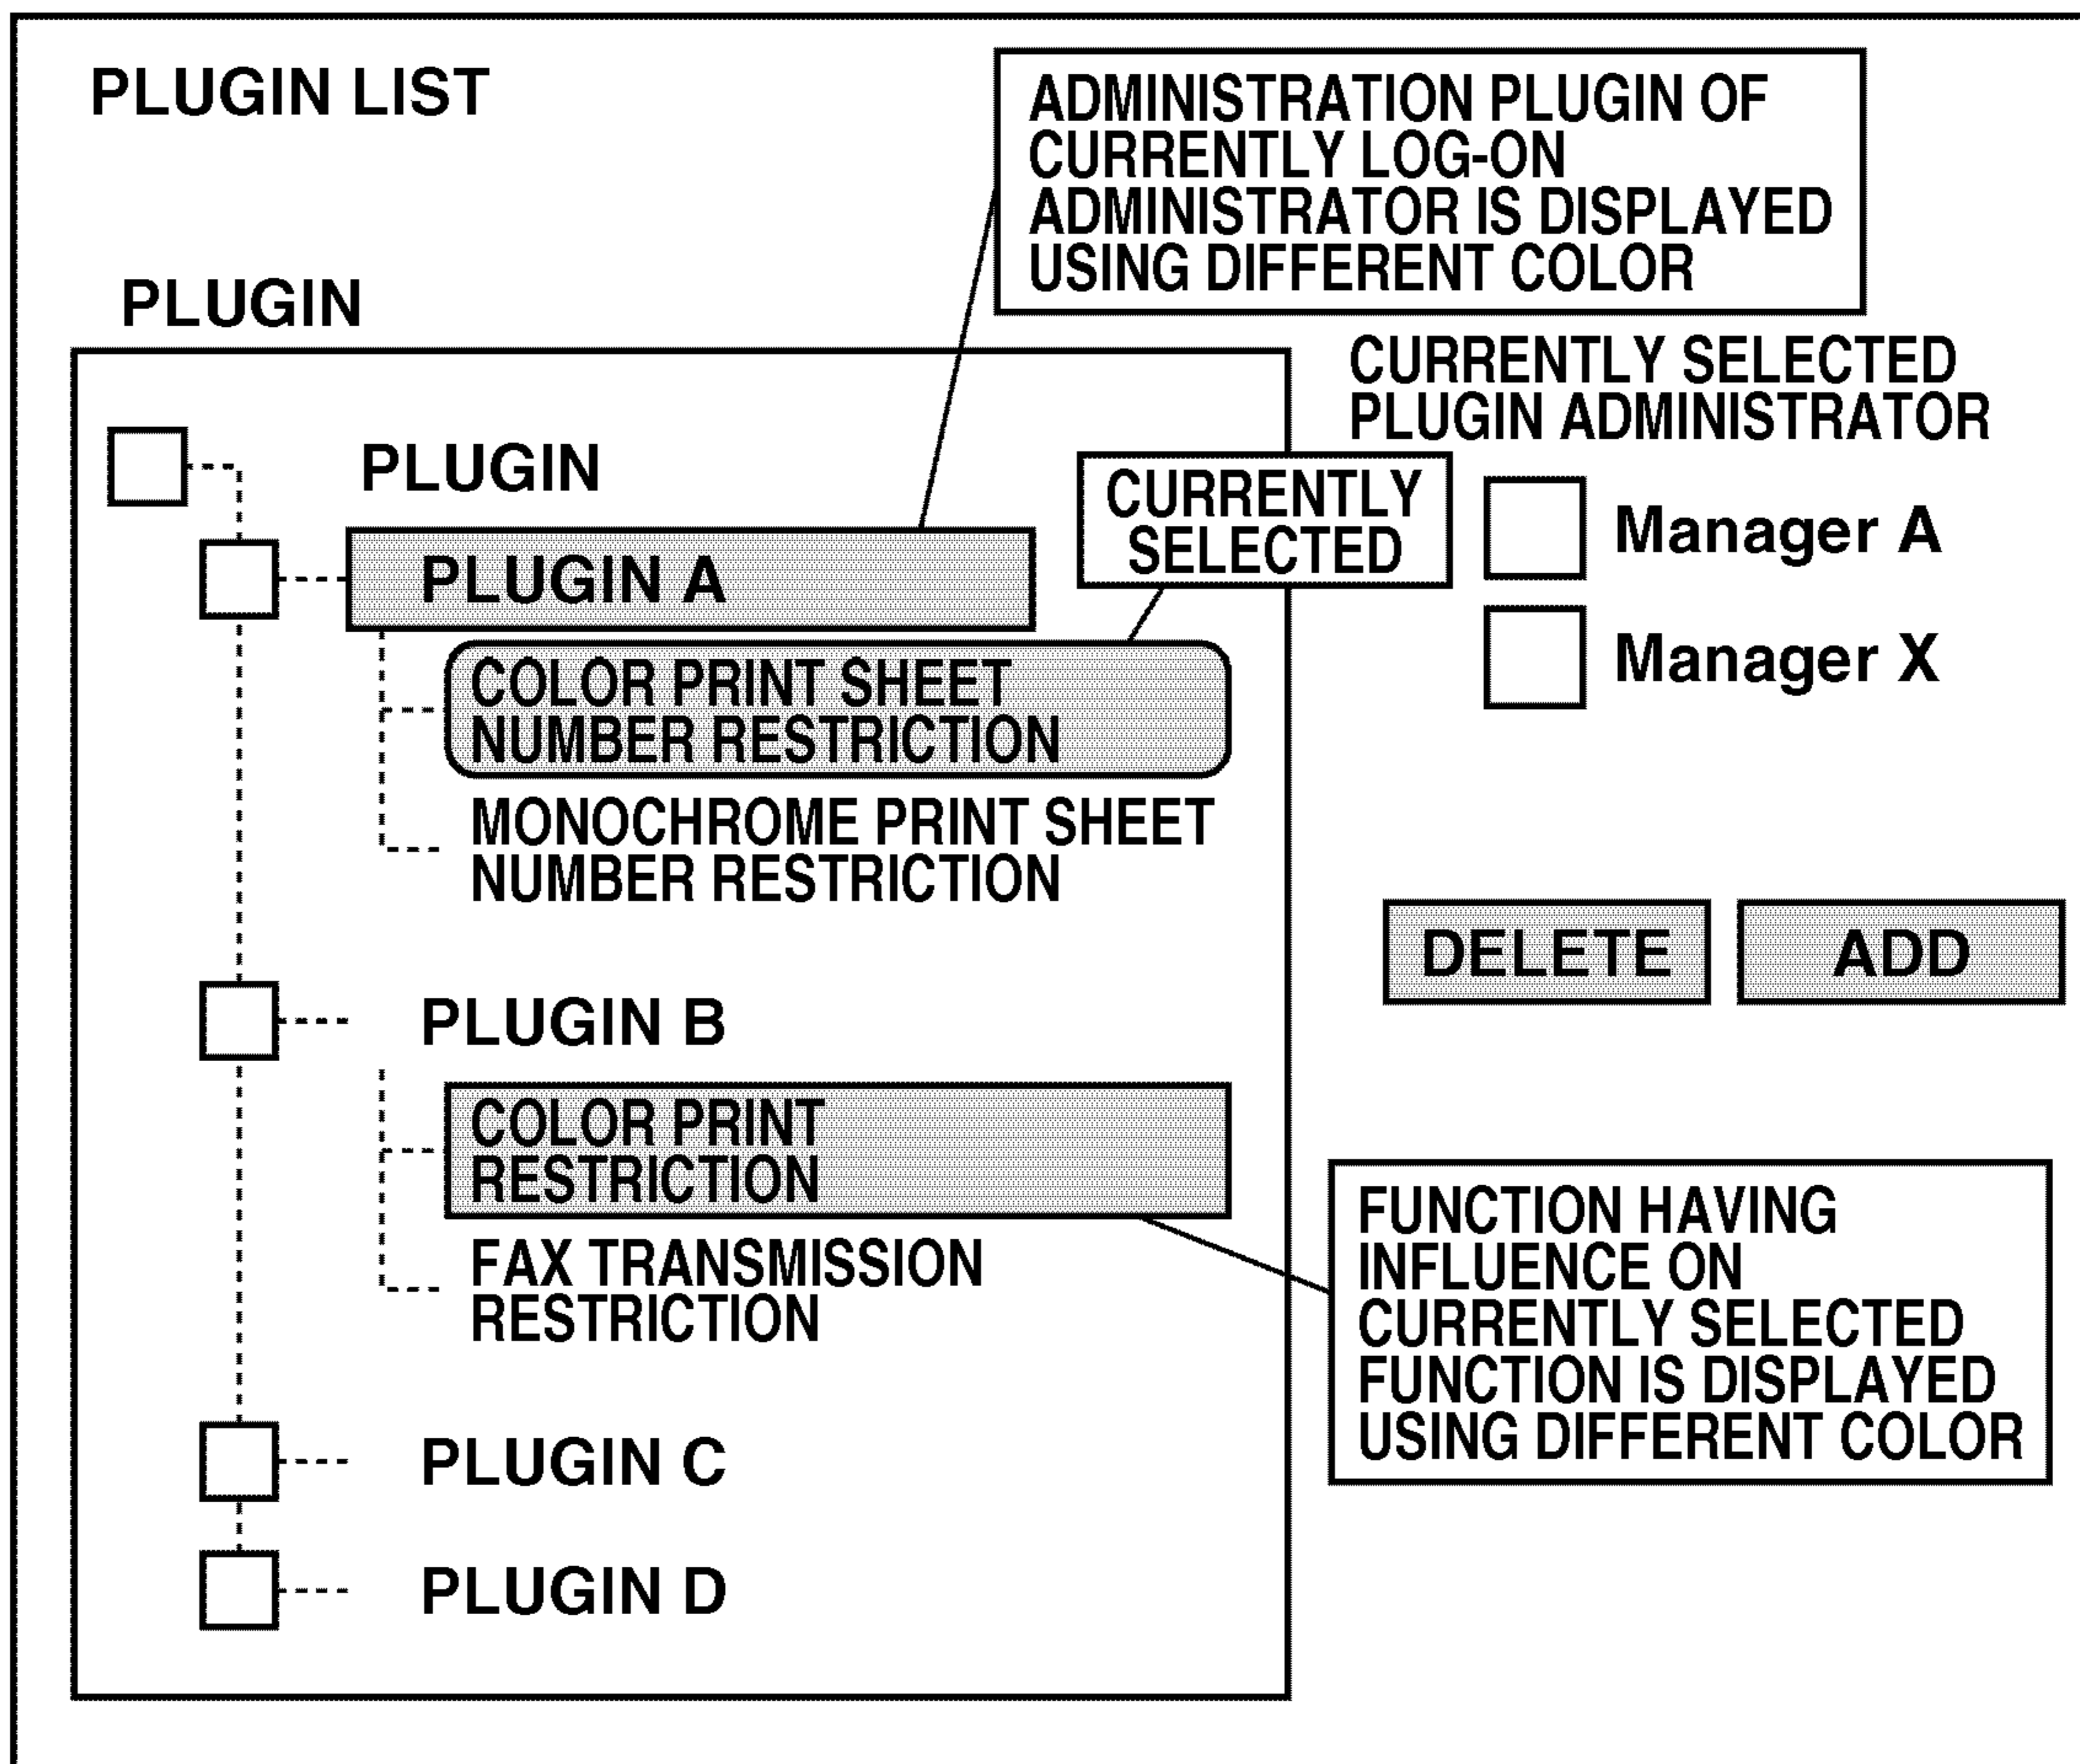 PLUGIN LIST
ADMINISTRATION PLUGIN OF
CURRENTLY LOG-ON
ADMINISTRATOR IS DISPLAYED
USING DIFFERENT COLOR
PLUGIN
CURRENTLY SELECTED
PLUGIN ADMINISTRATOR
PLUGIN
CURRENTLY
SELECTED
Manager A
PLUGIN A
Manager X
COLOR PRINT SHEET
NUMBER RESTRICTION
MONOCHROME PRINT SHEET
NUMBER RESTRICTION
DELETE
ADD
PLUGIN B
COLOR PRINT
RESTRICTION
FAX TRANSMISSION
RESTRICTION
FUNCTION HAVING
INFLUENCE ON
CURRENTLY SELECTED
FUNCTION IS DISPLAYED
USING DIFFERENT COLOR
PLUGIN C
PLUGIN D